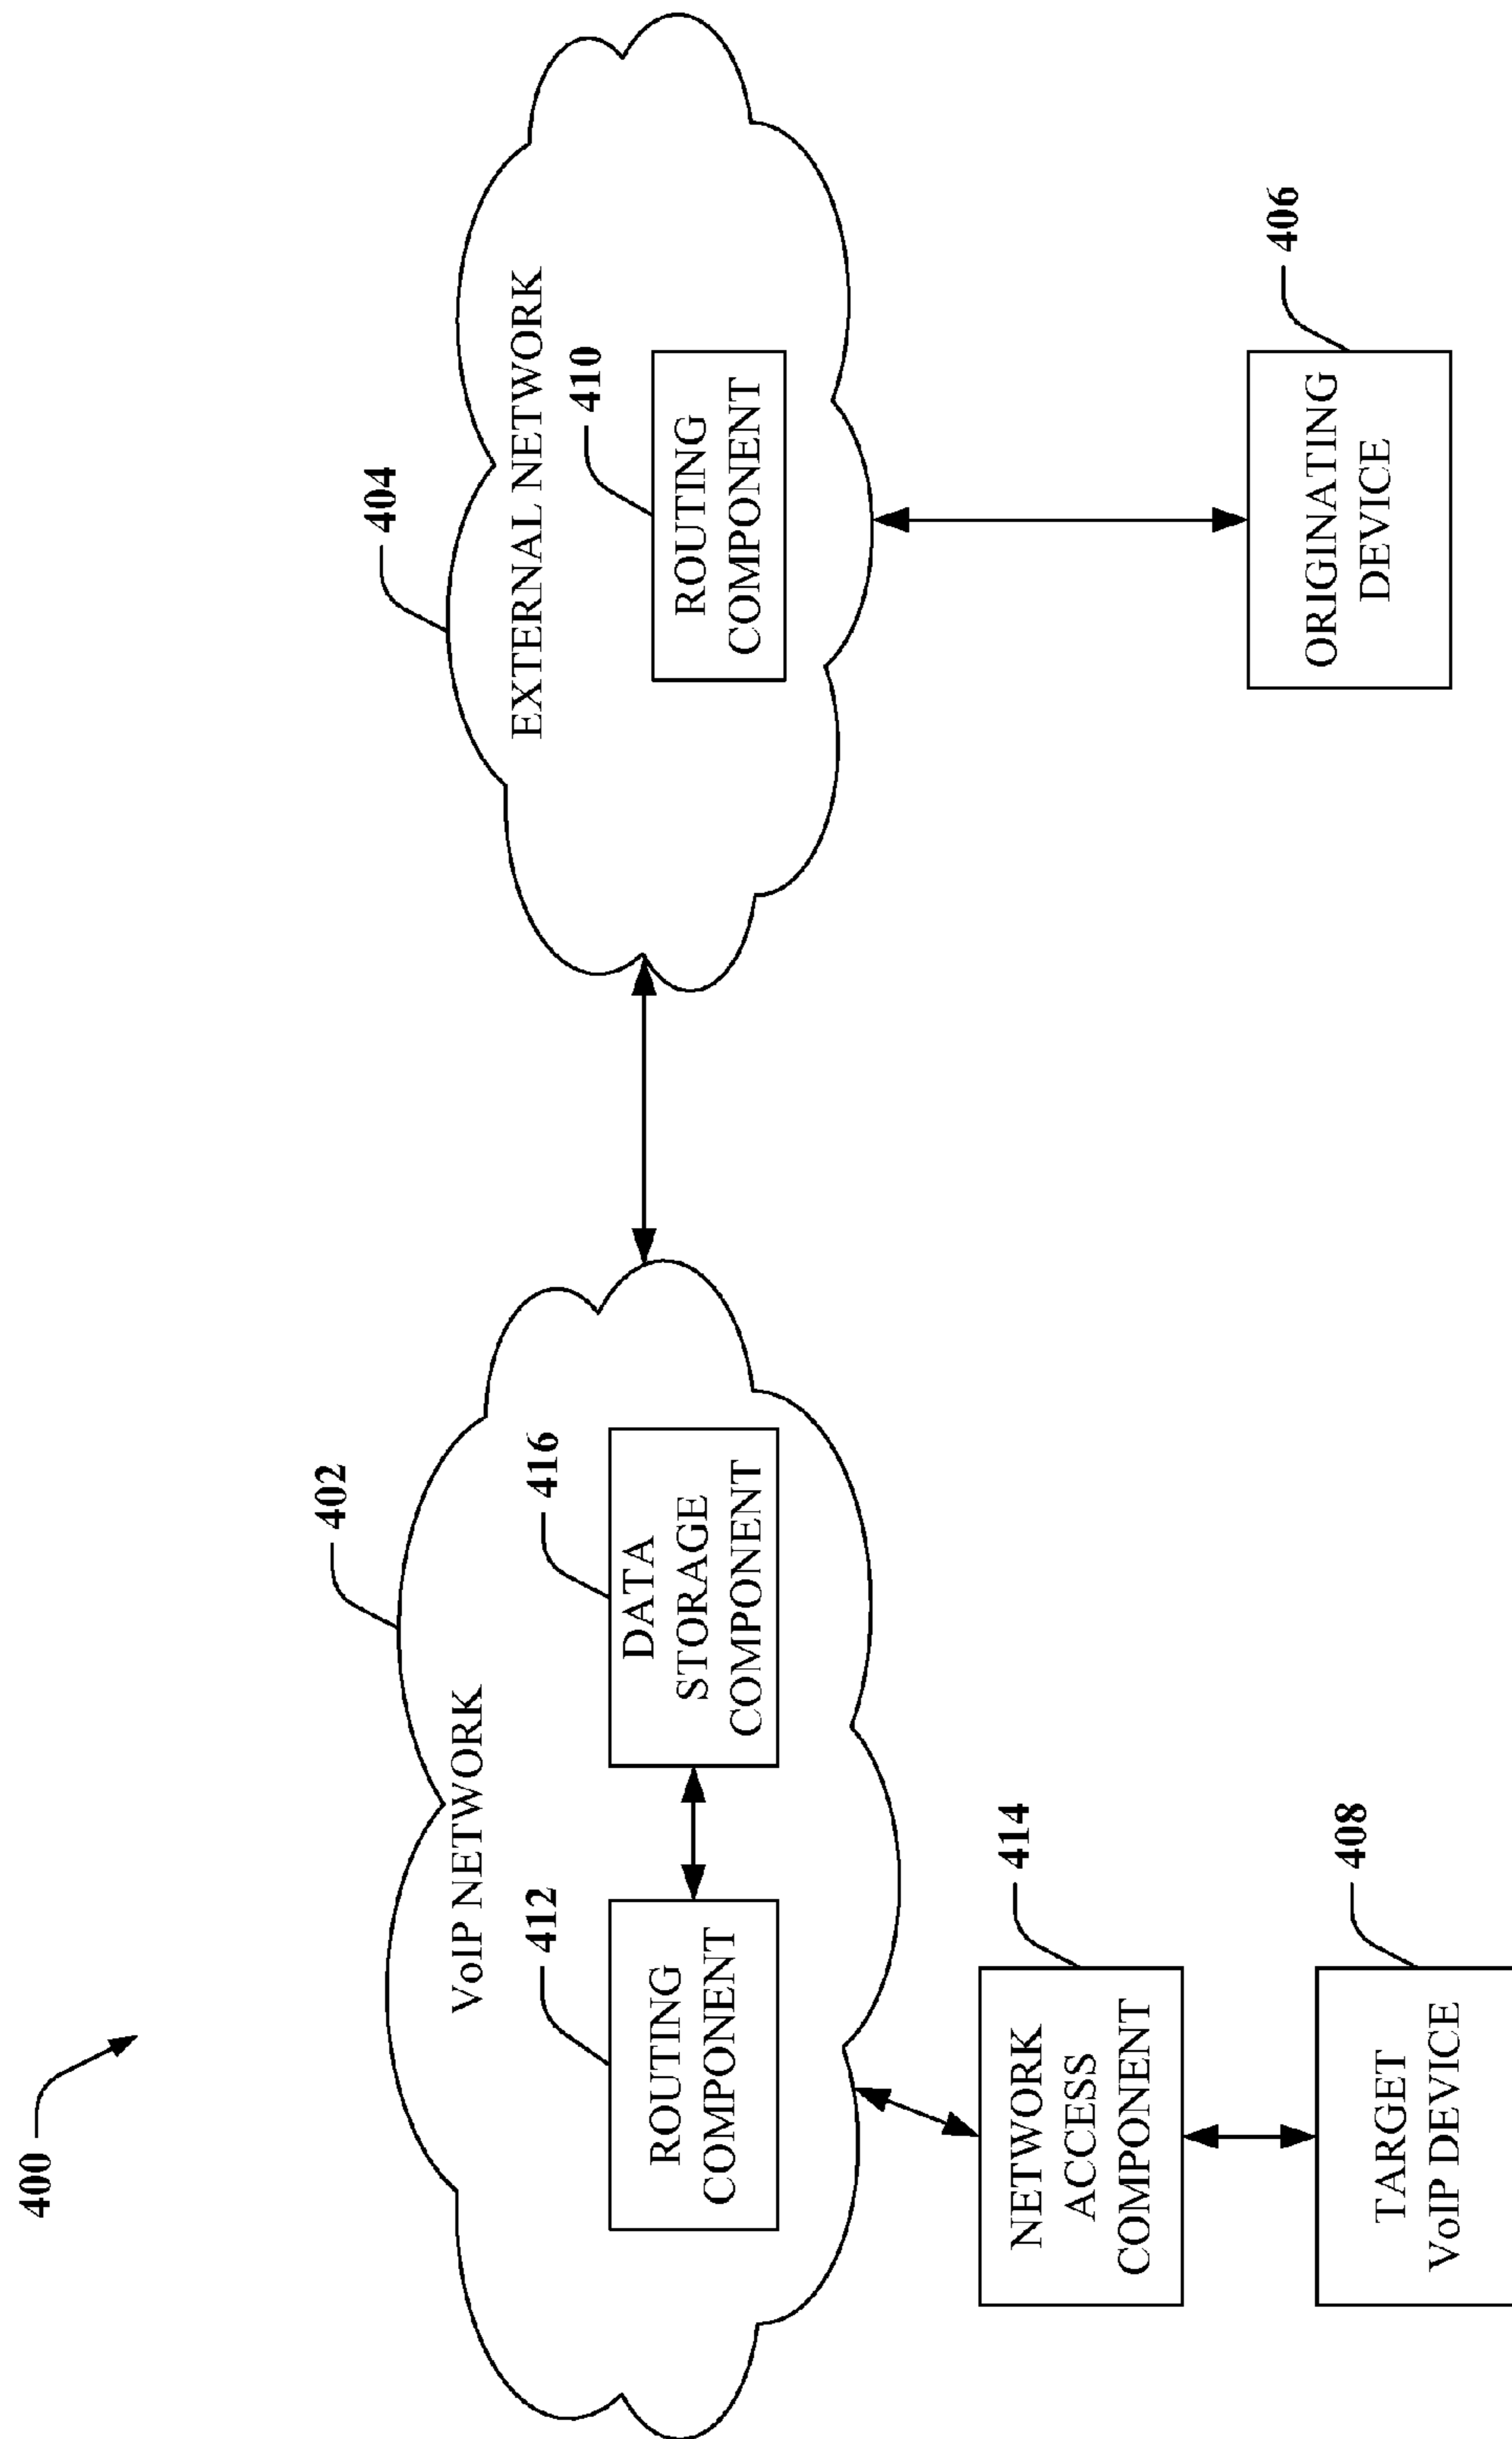 400
402
VoIP NETWORK
412
ROUTING
COMPONENT
416
DATA
STORAGE
COMPONENT
414
NETWORK
ACCESS
COMPONENT
408
TARGET
VoIP DEVICE
404
EXTERNAL NETWORK
410
ROUTING
COMPONENT
406
ORIGINATING
DEVICE